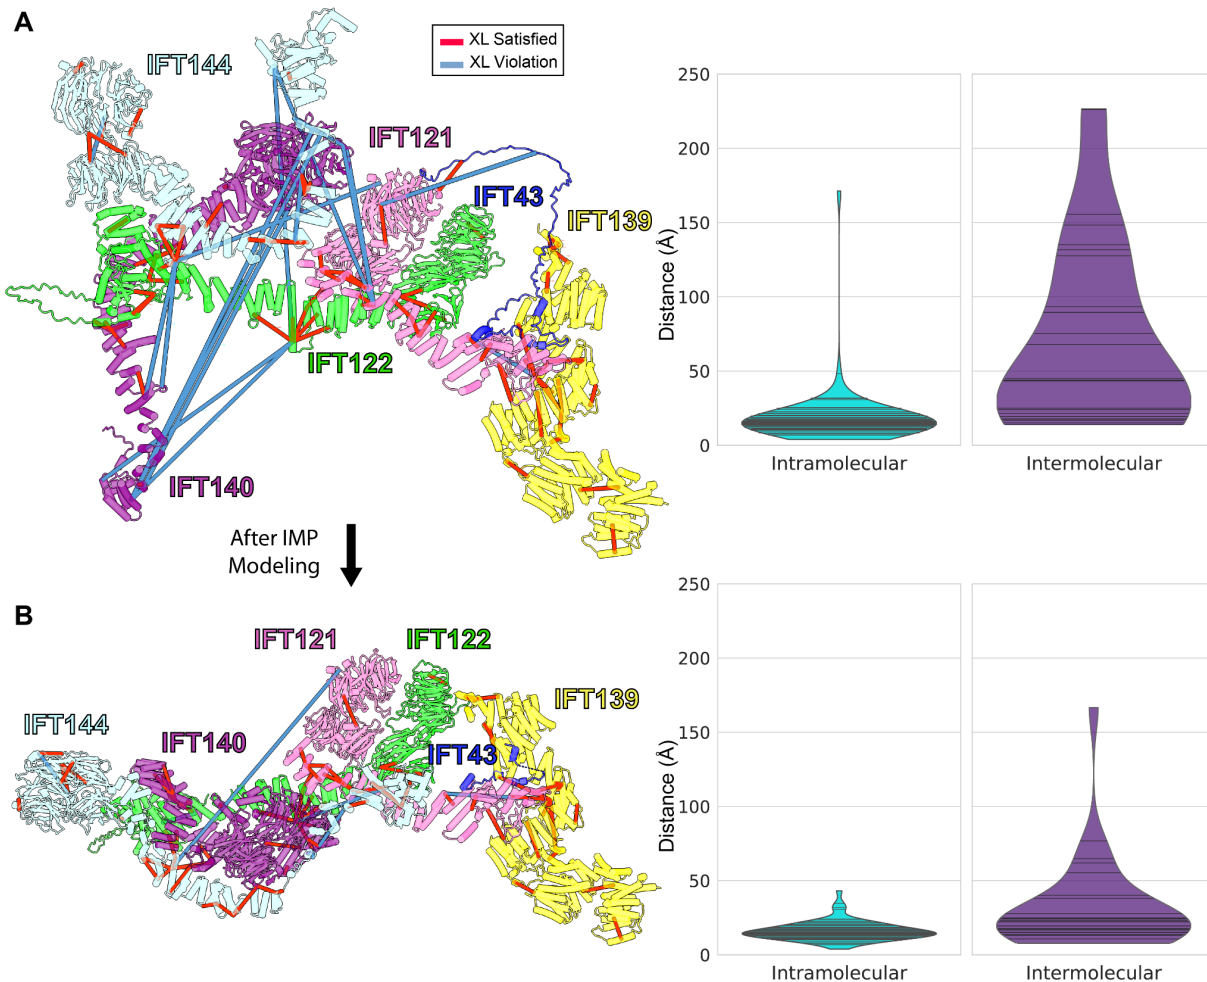 A
XL Satisfied
XL Violation
IFT144
IFT121
IFT43
IFT139
IFT122
IFT140
250
200
150
100
50
0
Distance (Å)
Intramolecular
Intermolecular
After IMP
Modeling
B
IFT121
IFT122
IFT139
IFT144
IFT140
IFT43
250
200
150
100
50
0
Distance (Å)
Intramolecular
Intermolecular